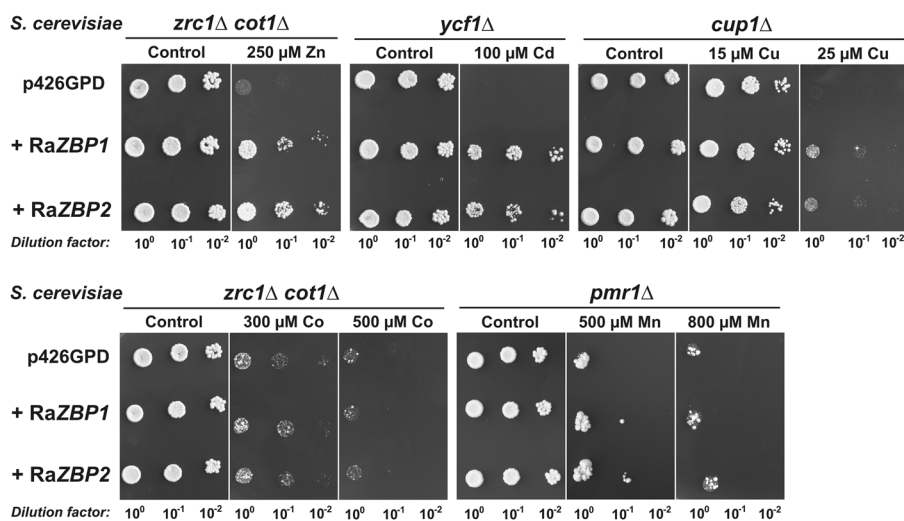 S. cerevisiae zrc1Δ cot1Δ ycf1Δ cup1Δ
Control 250 µM Zn Control 100 µM Cd Control 15 µM Cu 25 µM Cu
p426GPD
+ RaZBP1
+ RaZBP2
Dilution factor: 10⁰ 10⁻¹ 10⁻² 10⁰ 10⁻¹ 10⁻² 10⁰ 10⁻¹ 10⁻² 10⁰ 10⁻¹ 10⁻² 10⁰ 10⁻¹ 10⁻² 10⁰ 10⁻¹ 10⁻² 10⁰ 10⁻¹ 10⁻²
S. cerevisiae zrc1Δ cot1Δ pmr1Δ
Control 300 µM Co 500 µM Co Control 500 µM Mn 800 µM Mn
p426GPD
+ RaZBP1
+ RaZBP2
Dilution factor: 10⁰ 10⁻¹ 10⁻² 10⁰ 10⁻¹ 10⁻² 10⁰ 10⁻¹ 10⁻² 10⁰ 10⁻¹ 10⁻² 10⁰ 10⁻¹ 10⁻² 10⁰ 10⁻¹ 10⁻²